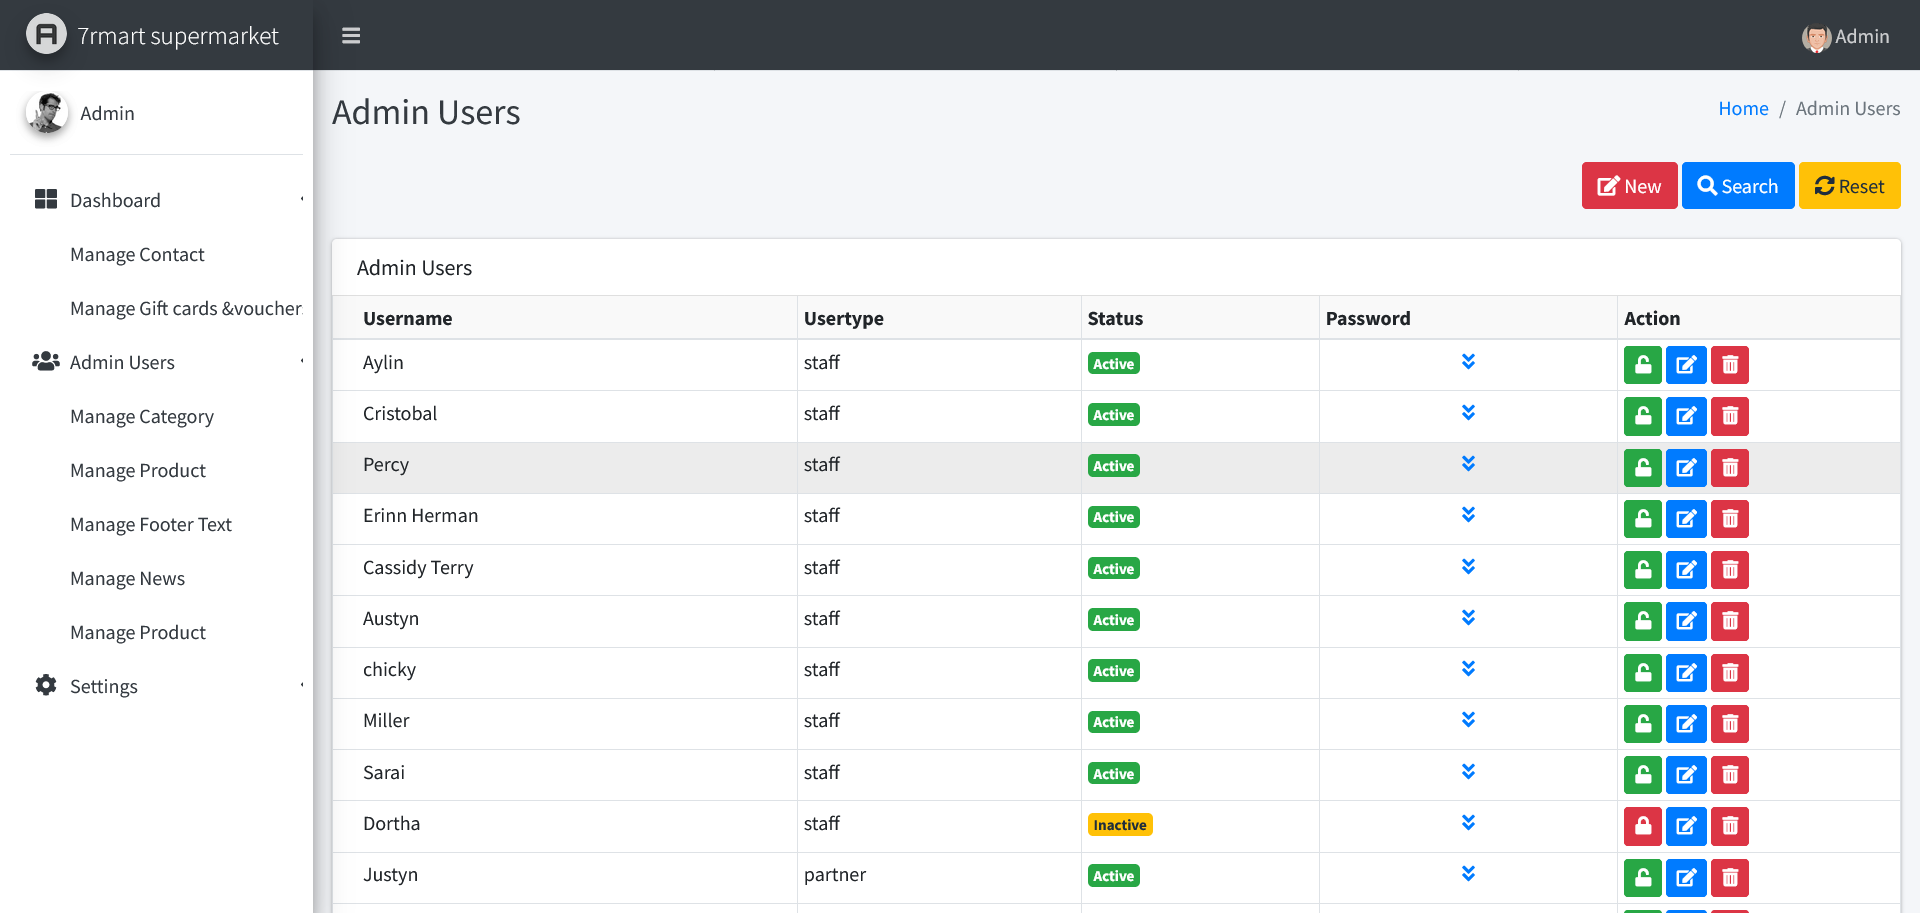 7rmart supermarket
Admin
Admin
Dashboard
Manage Contact
Manage Gift cards &voucher
Admin Users
Manage Category
Manage Product
Manage Footer Text
Manage News
Manage Product
Settings
Admin Users
Home / Admin Users
New Search Reset
Admin Users
Username Usertype Status Password Action
Aylin staff Active
Cristobal staff Active
Percy staff Active
Erinn Herman staff Active
Cassidy Terry staff Active
Austyn staff Active
chicky staff Active
Miller staff Active
Sarai staff Active
Dortha staff Inactive
Justyn partner Active